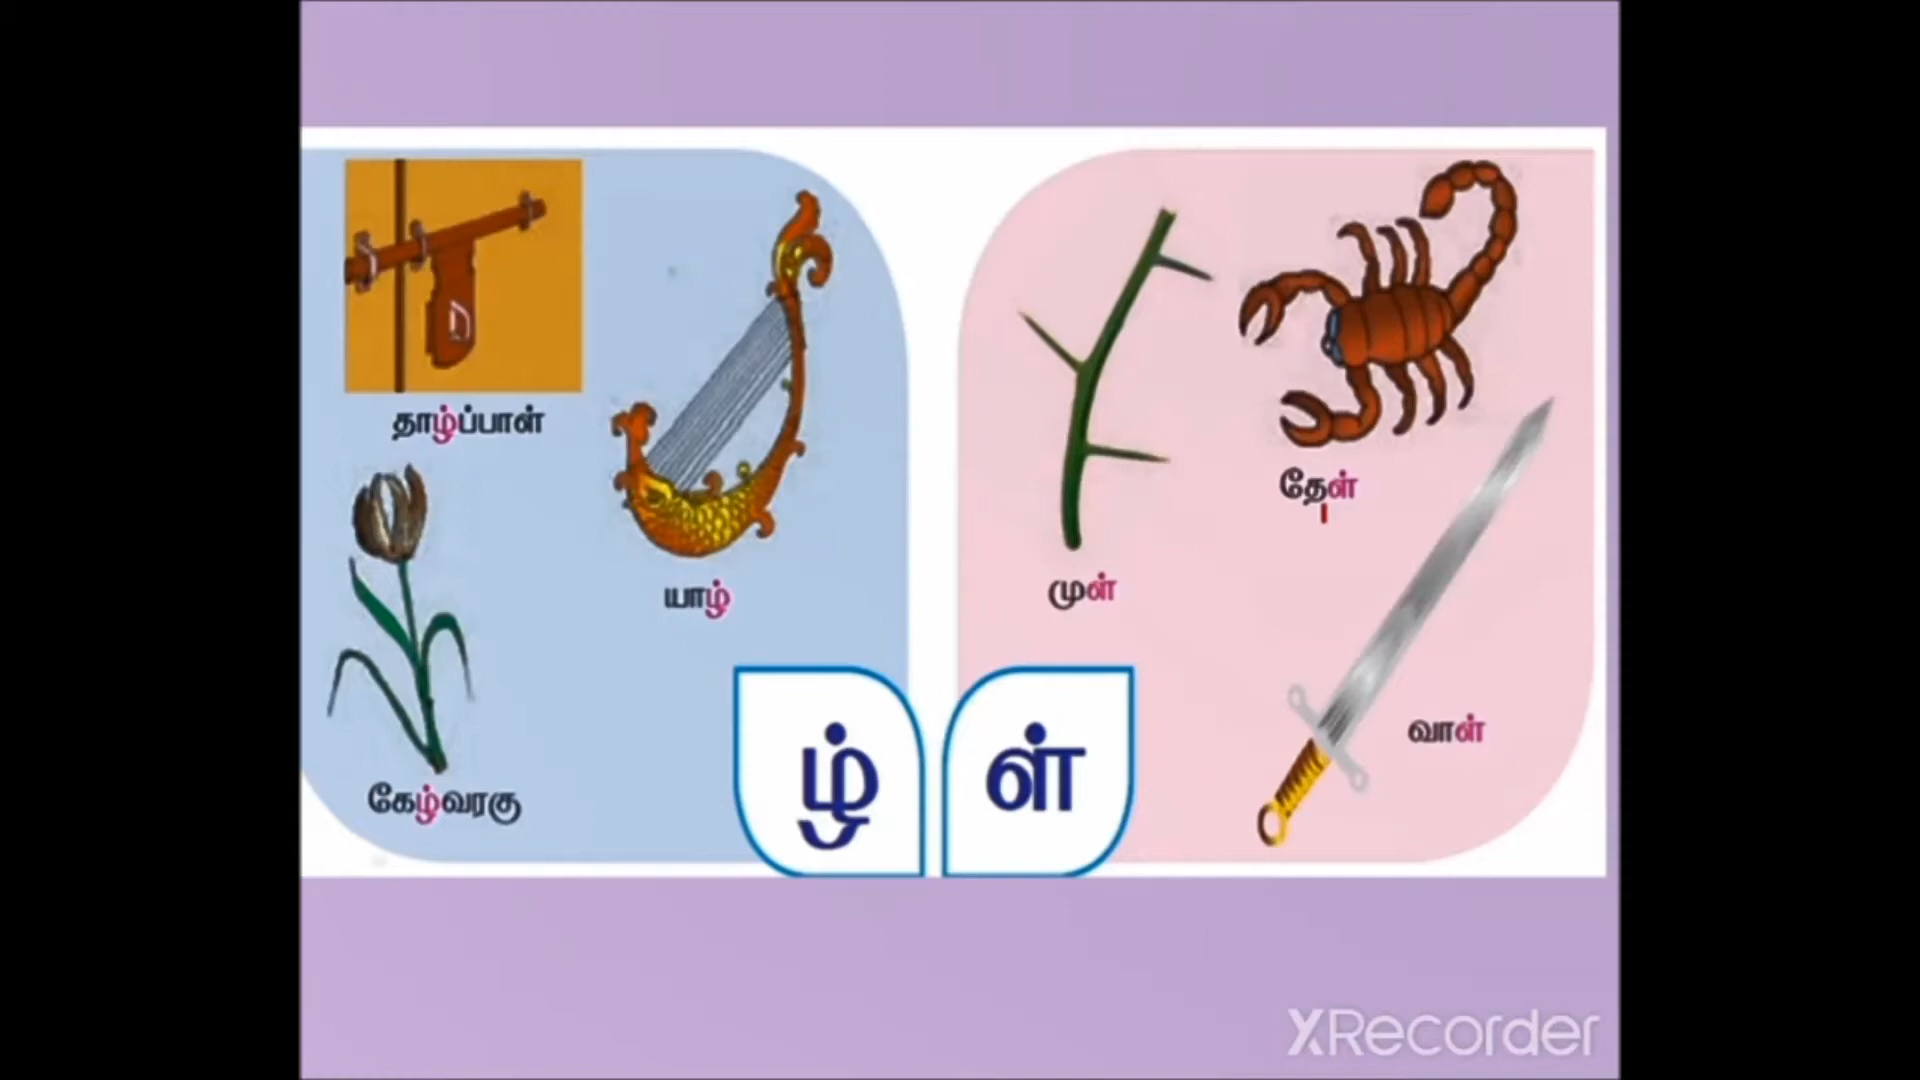 தாழ்ப்பாள்
யாழ்
கேழ்வரகு
ழ்
முள்
தேள்
வாள்
ள்
XRecorder